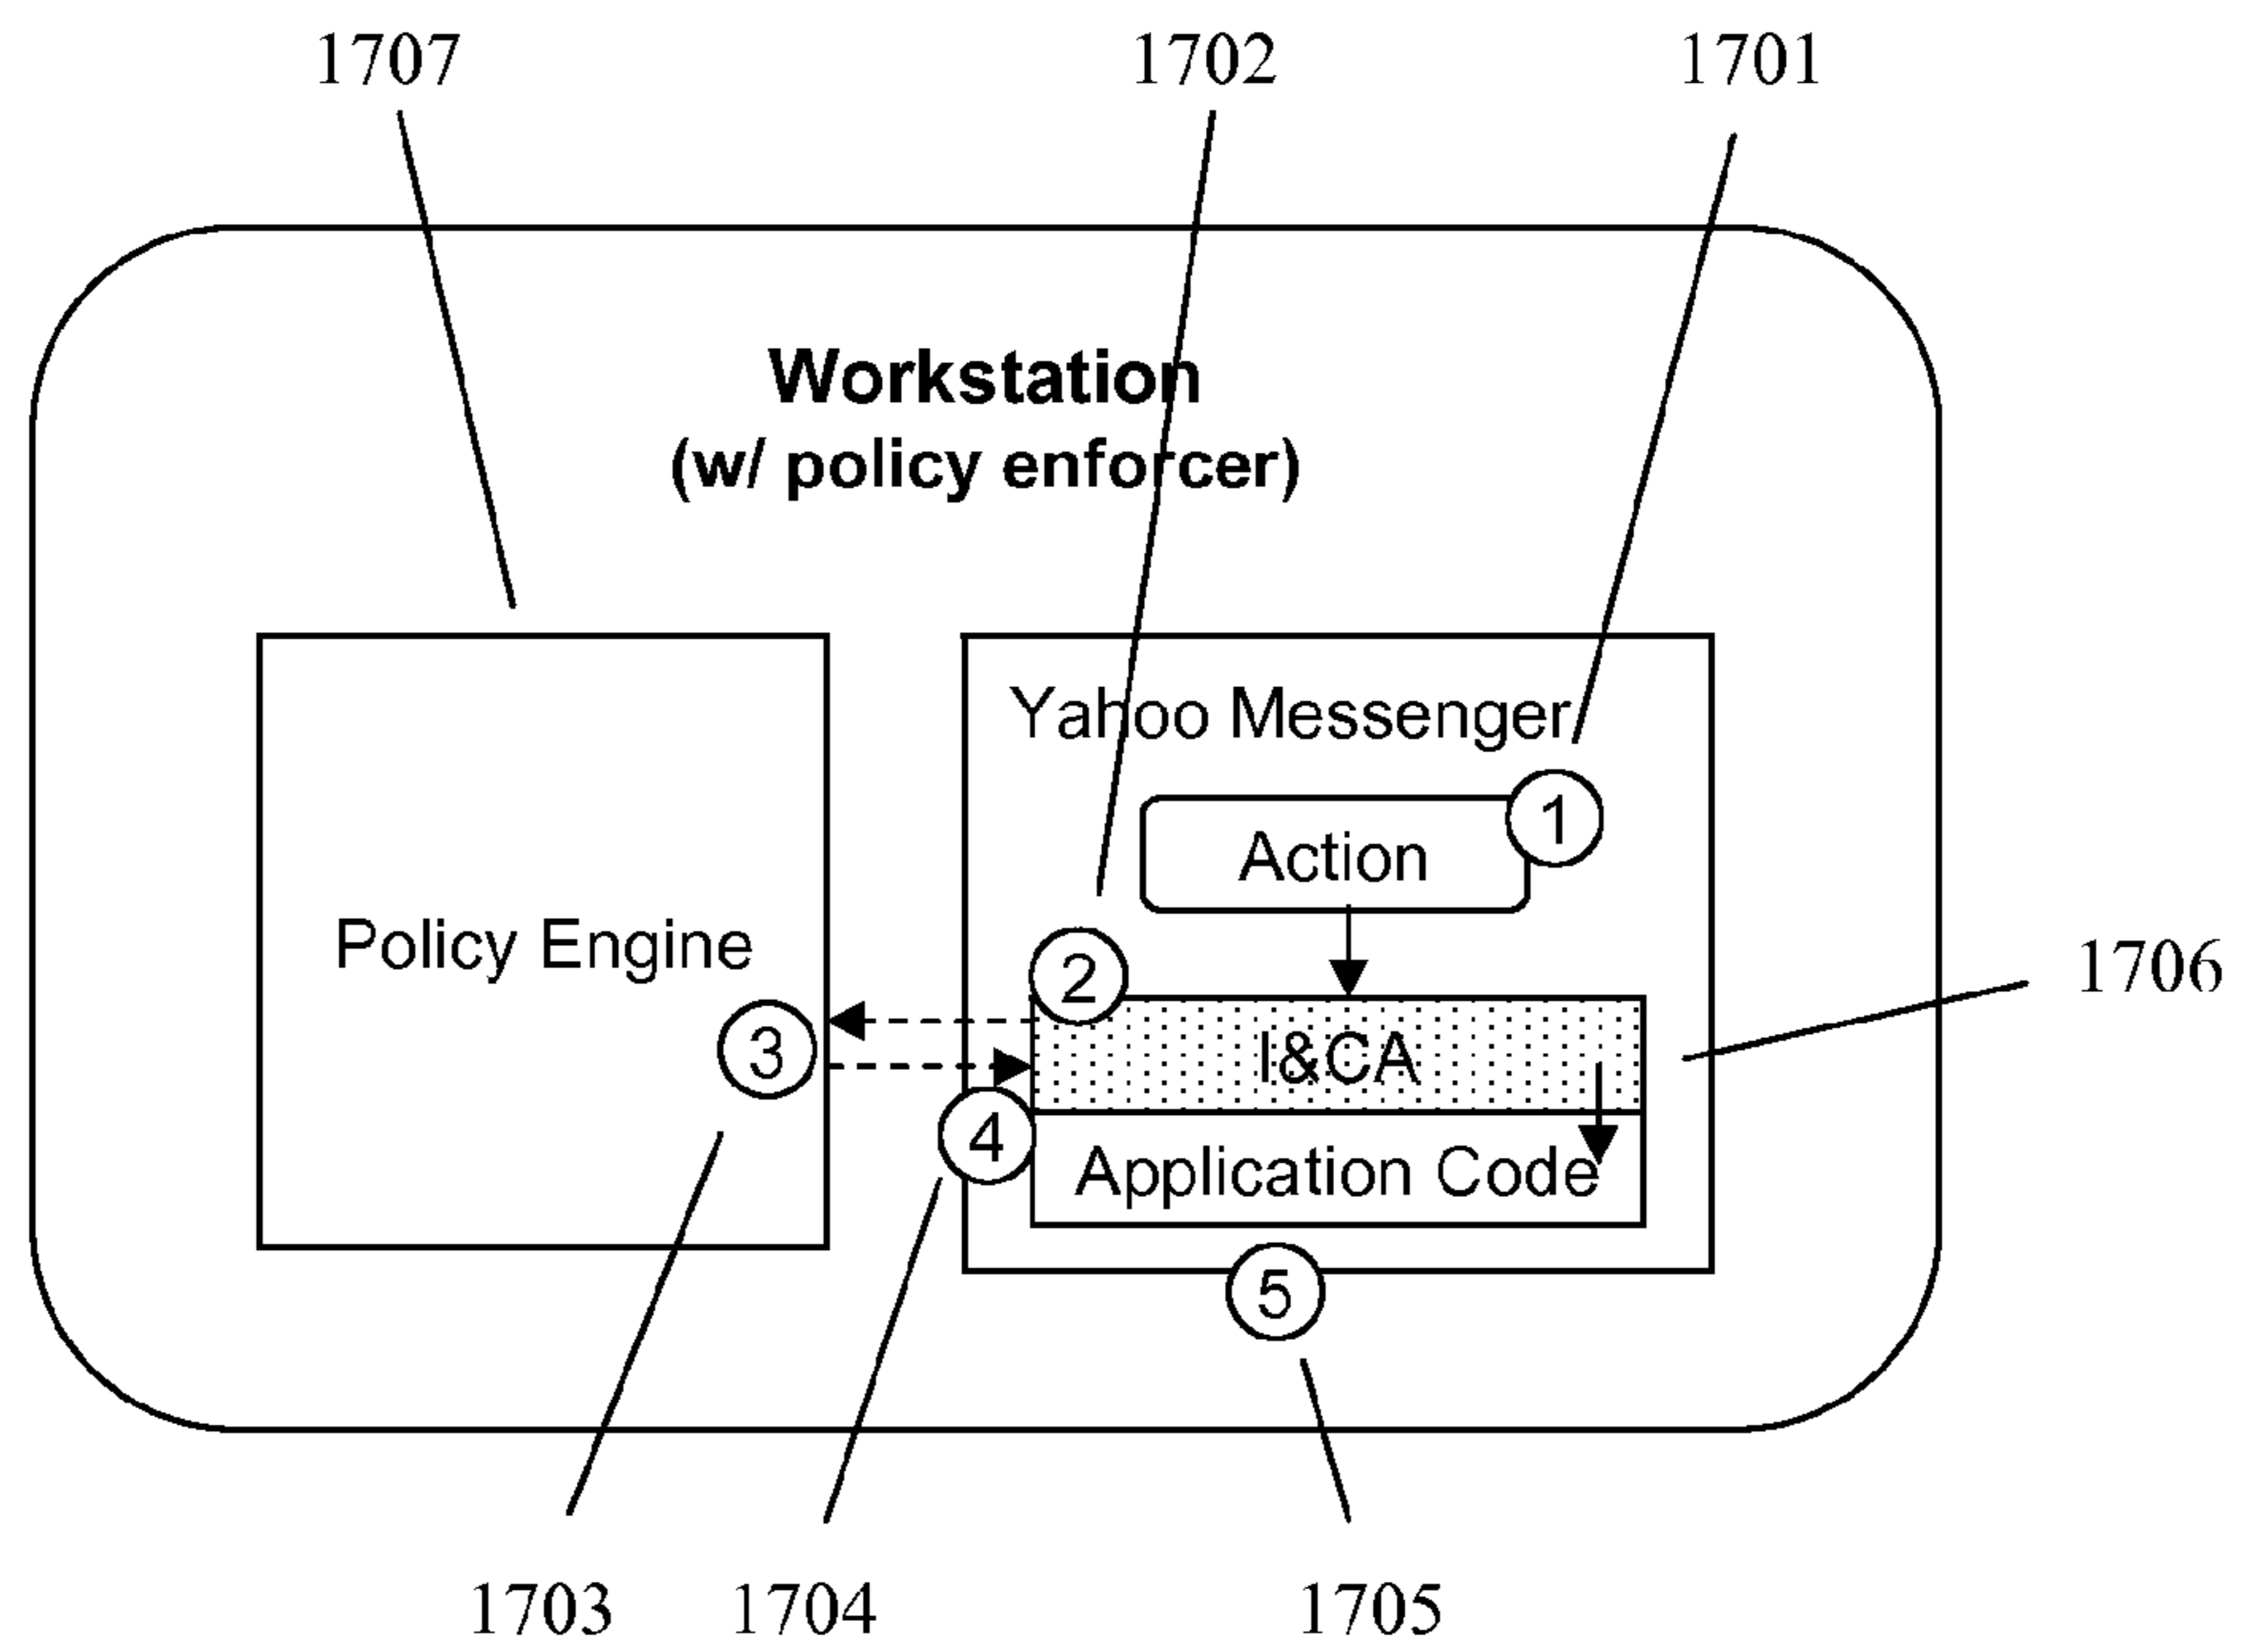 1707
1702
1701
Workstation
(w/ policy enforcer)
Yahoo Messenger
1
Action
Policy Engine
2
1706
3
I&CA
4
Application Code
5
1703
1704
1705